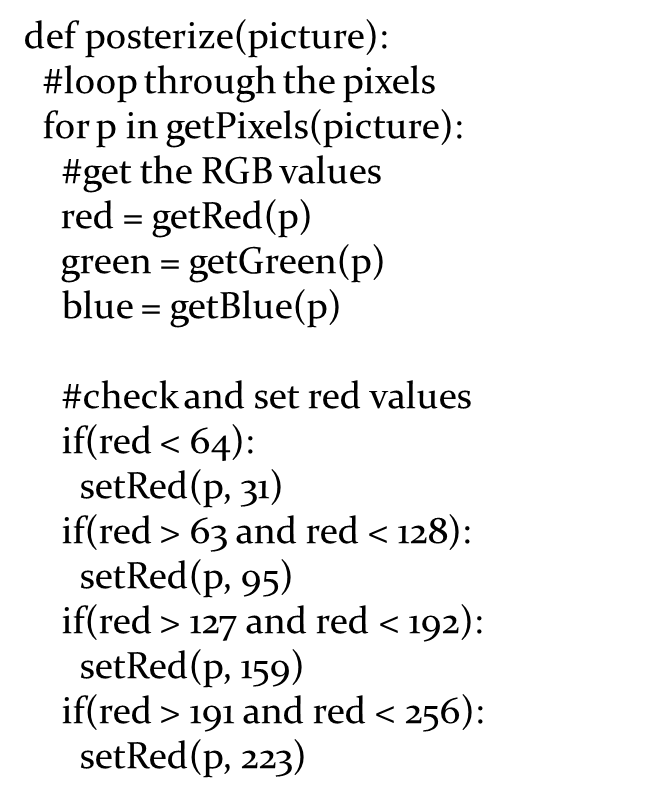 def posterize(picture):
#loop through the pixels
for p in getPixels(picture):
#get the RGB values
red = getRed(p)
green = getGreen(p)
blue = getBlue(p)
#check and set red values
if(red < 64):
setRed(p, 31)
if(red > 63 and red < 128):
setRed(p, 95)
if(red > 127 and red < 192):
setRed(p, 159)
if(red > 191 and red < 256):
setRed(p, 223)